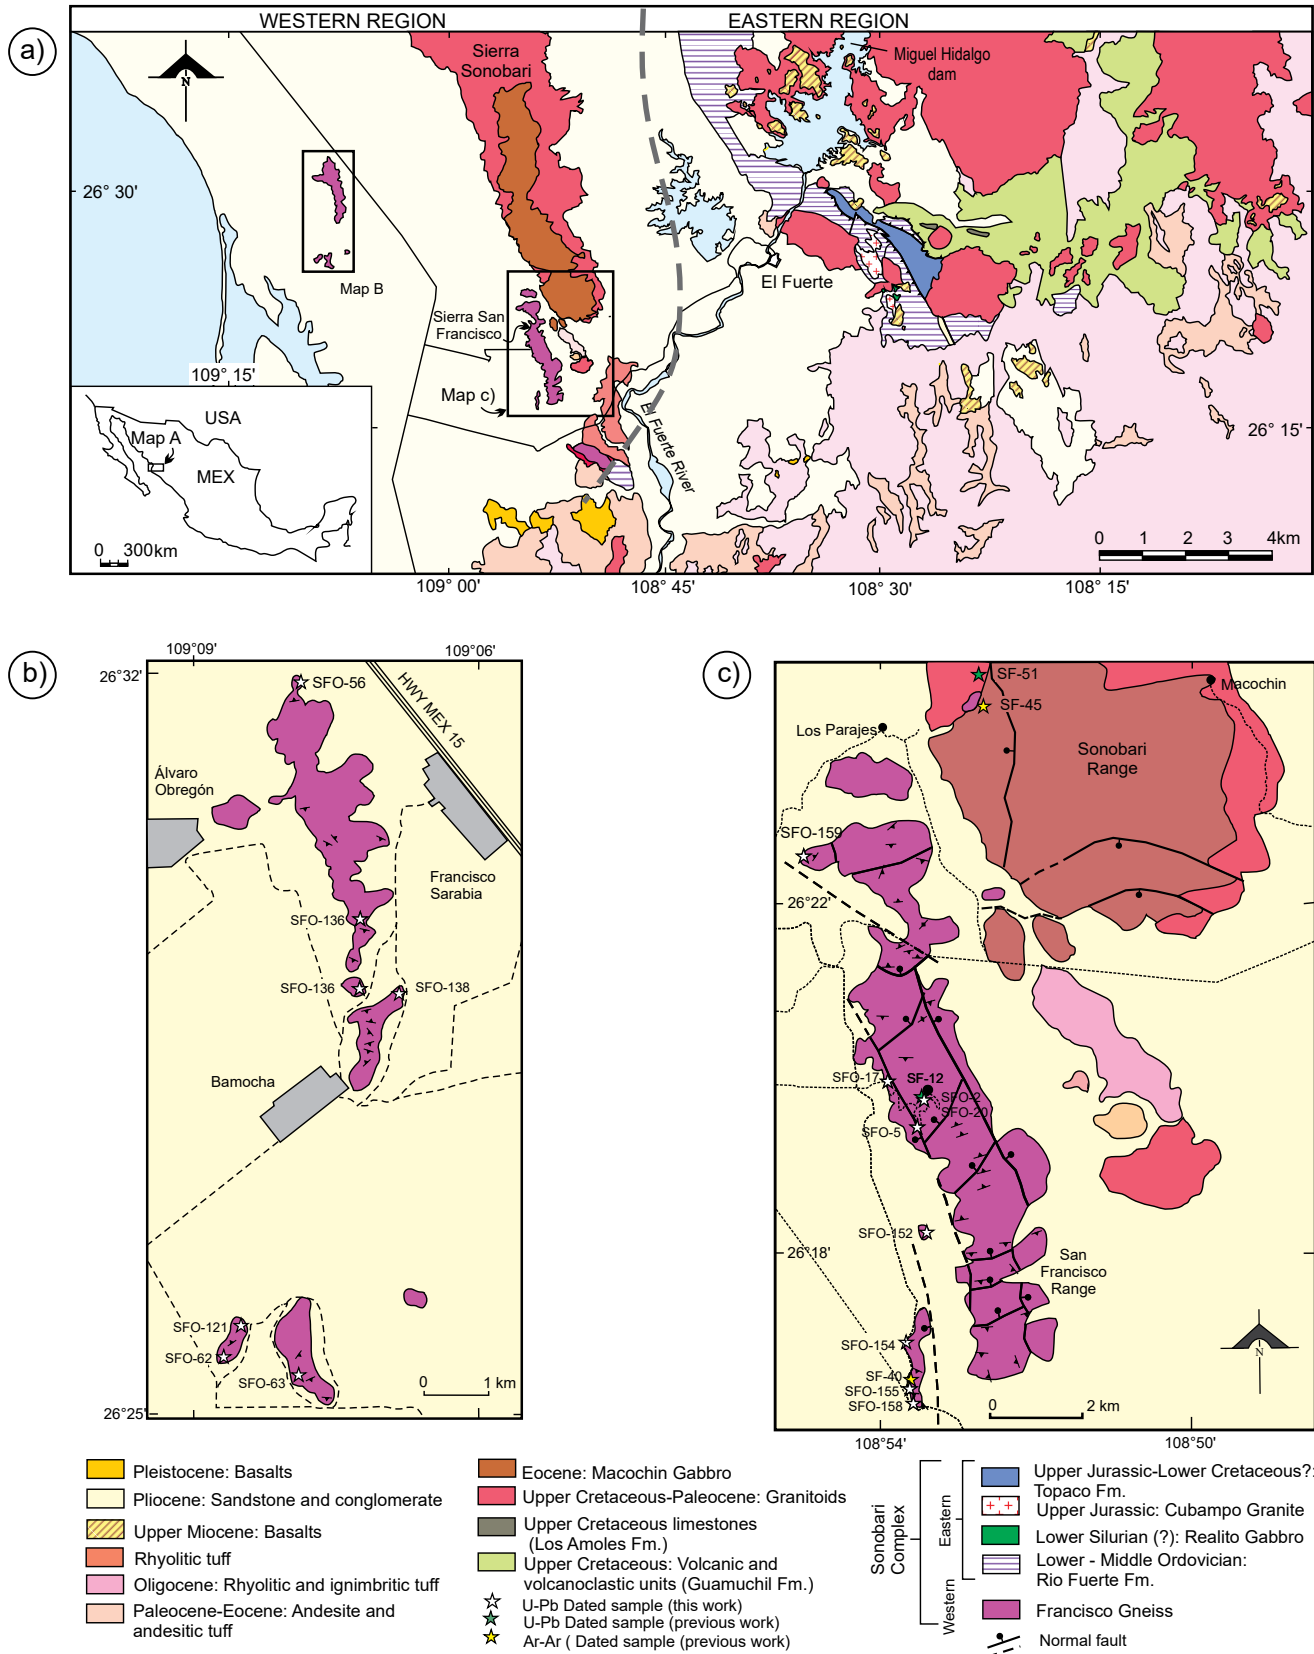 a)
WESTERN REGION
EASTERN REGION
Sierra
Sonobari
Miguel Hidalgo
dam
N
26° 30'
Map B
Sierra San
Francisco
El Fuerte
109° 15'
Map c)
El Fuerte River
26° 15'
USA
Map A
MEX
0 300km
0 1 2 3 4km
109° 00'
108° 45'
108° 30'
108° 15'
b)
109°09'
109°06'
26°32'
SFO-56
HWY MEX 15
Álvaro
Obregón
Francisco
Sarabia
SFO-136
SFO-136
SFO-138
Bamocha
SFO-121
SFO-62
SFO-63
0 1 km
26°25'
c)
SF-51
SF-45
Macochin
Los Parajes
Sonobari
Range
SFO-159
26°22'
SFO-17
SF-12
SFO-2
SFO-20
SFO-5
SFO-152
26°18'
San
Francisco
Range
SFO-154
SF-40
SFO-155
SFO-158
N
0 2 km
108°54'
108°50'
Pleistocene: Basalts
Pliocene: Sandstone and conglomerate
Upper Miocene: Basalts
Rhyolitic tuff
Oligocene: Rhyolitic and ignimbritic tuff
Paleocene-Eocene: Andesite and
andesitic tuff
Eocene: Macochin Gabbro
Upper Cretaceous-Paleocene: Granitoids
Upper Cretaceous limestones
(Los Amoles Fm.)
Upper Cretaceous: Volcanic and
volcanoclastic units (Guamuchil Fm.)
U-Pb Dated sample (this work)
U-Pb Dated sample (previous work)
Ar-Ar ( Dated sample (previous work)
Sonobari
Complex
Eastern
Western
Upper Jurassic-Lower Cretaceous?:
Topaco Fm.
Upper Jurassic: Cubampo Granite
Lower Silurian (?): Realito Gabbro
Lower - Middle Ordovician:
Rio Fuerte Fm.
Francisco Gneiss
Normal fault